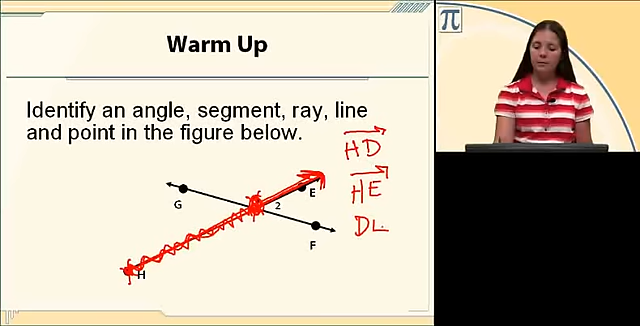 Warm Up
π
Identify an angle, segment, ray, line
and point in the figure below.
HD
HE
DL
G
E
2
F
H